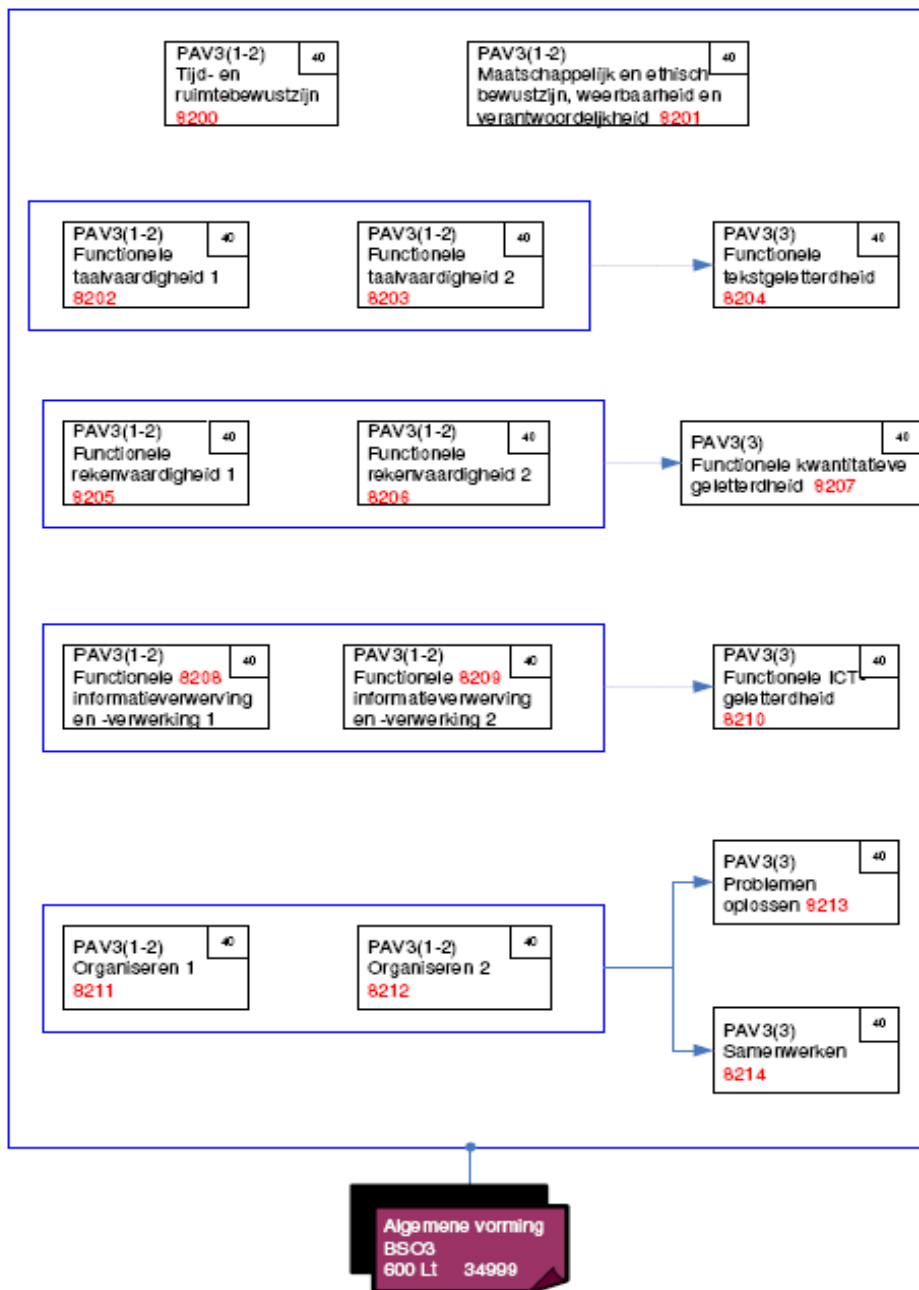 PAV3(1-2) 40
Tijd- en
ruimtebewustzijn
8200
PAV3(1-2) 40
Maatschappelijk en ethisch
bewustzijn, weerbaarheid en
verantwoordelijkheid 8201
PAV3(1-2) 40
Functionele
taalvaardigheid 1
8202
PAV3(1-2) 40
Functionele
taalvaardigheid 2
8203
PAV3(3) 40
Functionele
tekstgeletterdheid
8204
PAV3(1-2) 40
Functionele
rekenvaardigheid 1
8205
PAV3(1-2) 40
Functionele
rekenvaardigheid 2
8206
PAV3(3) 40
Functionele kwantitatieve
geletterdheid 8207
PAV3(1-2) 40
Functionele 8208
informatieverwerving
en -verwerking 1
PAV3(1-2) 40
Functionele 8209
informatieverwerving
en -verwerking 2
PAV3(3) 40
Functionele ICT-
geletterdheid
8210
PAV3(1-2) 40
Organiseren 1
8211
PAV3(1-2) 40
Organiseren 2
8212
PAV3(3) 40
Problemen
oplossen 8213
PAV3(3) 40
Samenwerken
8214
Algemene vorming
BSO3
600 Lt 34999